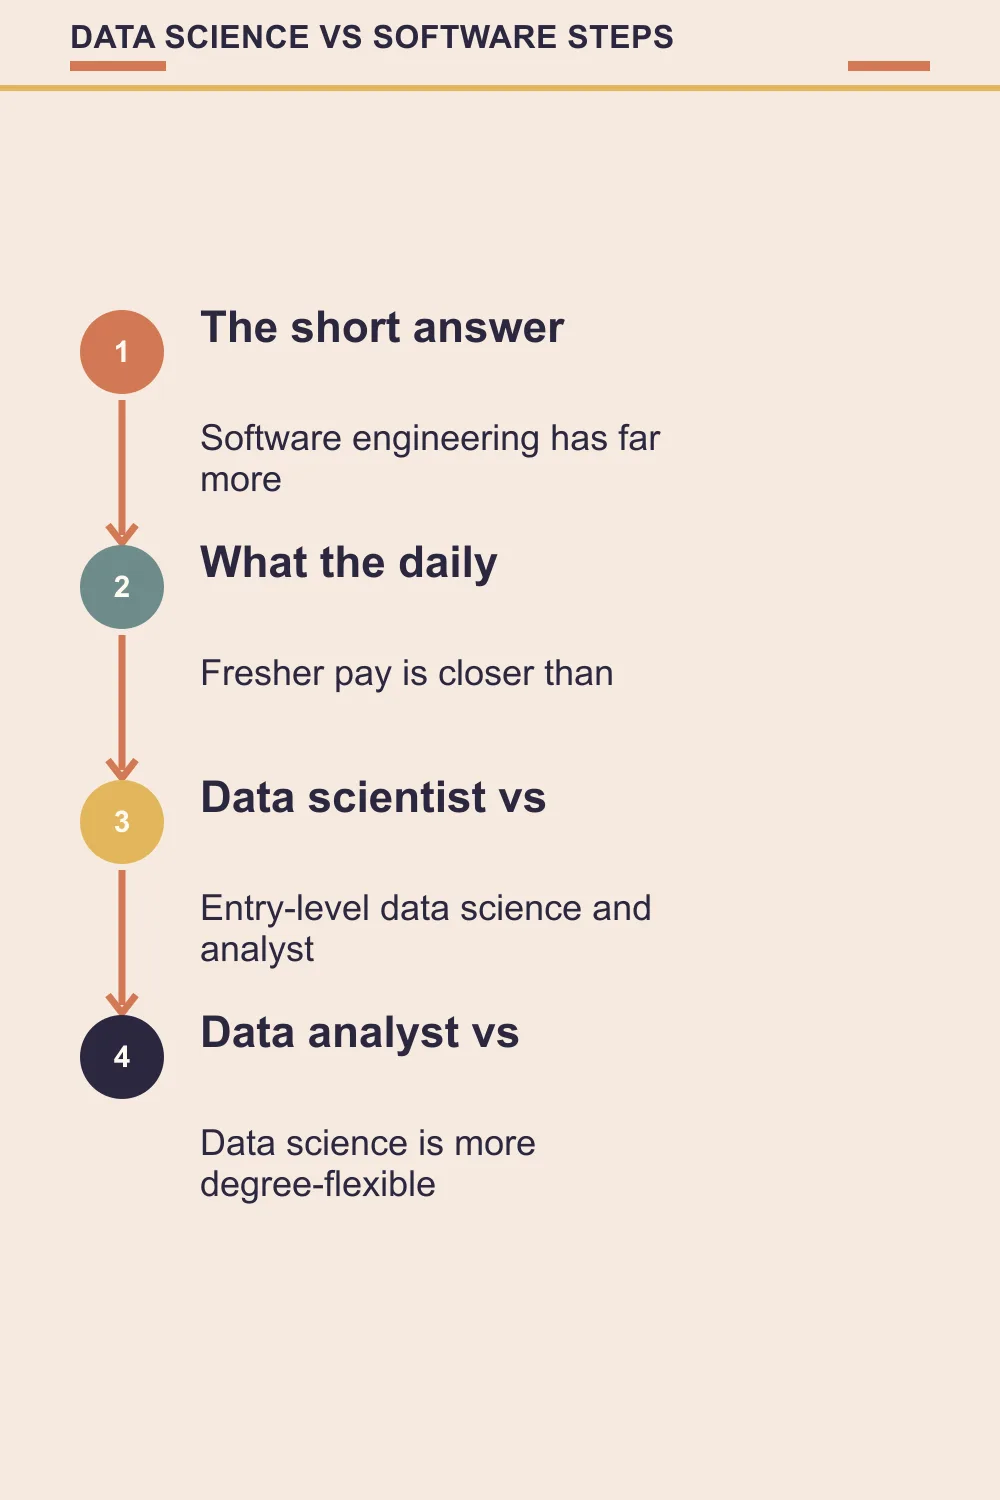 DATA SCIENCE VS SOFTWARE STEPS
1
The short answer
Software engineering has far
more
2
What the daily
Fresher pay is closer than
3
Data scientist vs
Entry-level data science and
analyst
4
Data analyst vs
Data science is more
degree-flexible